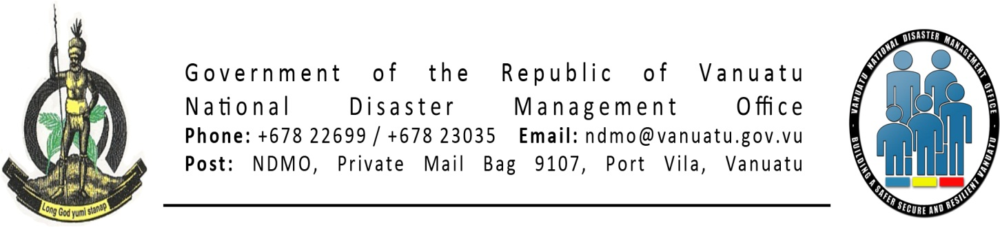 Government of the Republic of Vanuatu
National Disaster Management Office
Phone: +678 22699 / +678 23035 Email: ndmo@vanuatu.gov.vu
Post: NDMO, Private Mail Bag 9107, Port Vila, Vanuatu
Long God yumi stanap
VANUATU NATIONAL DISASTER MANAGEMENT OFFICE
BUILDING A SAFER SECURE AND RESILIENT VANUATU